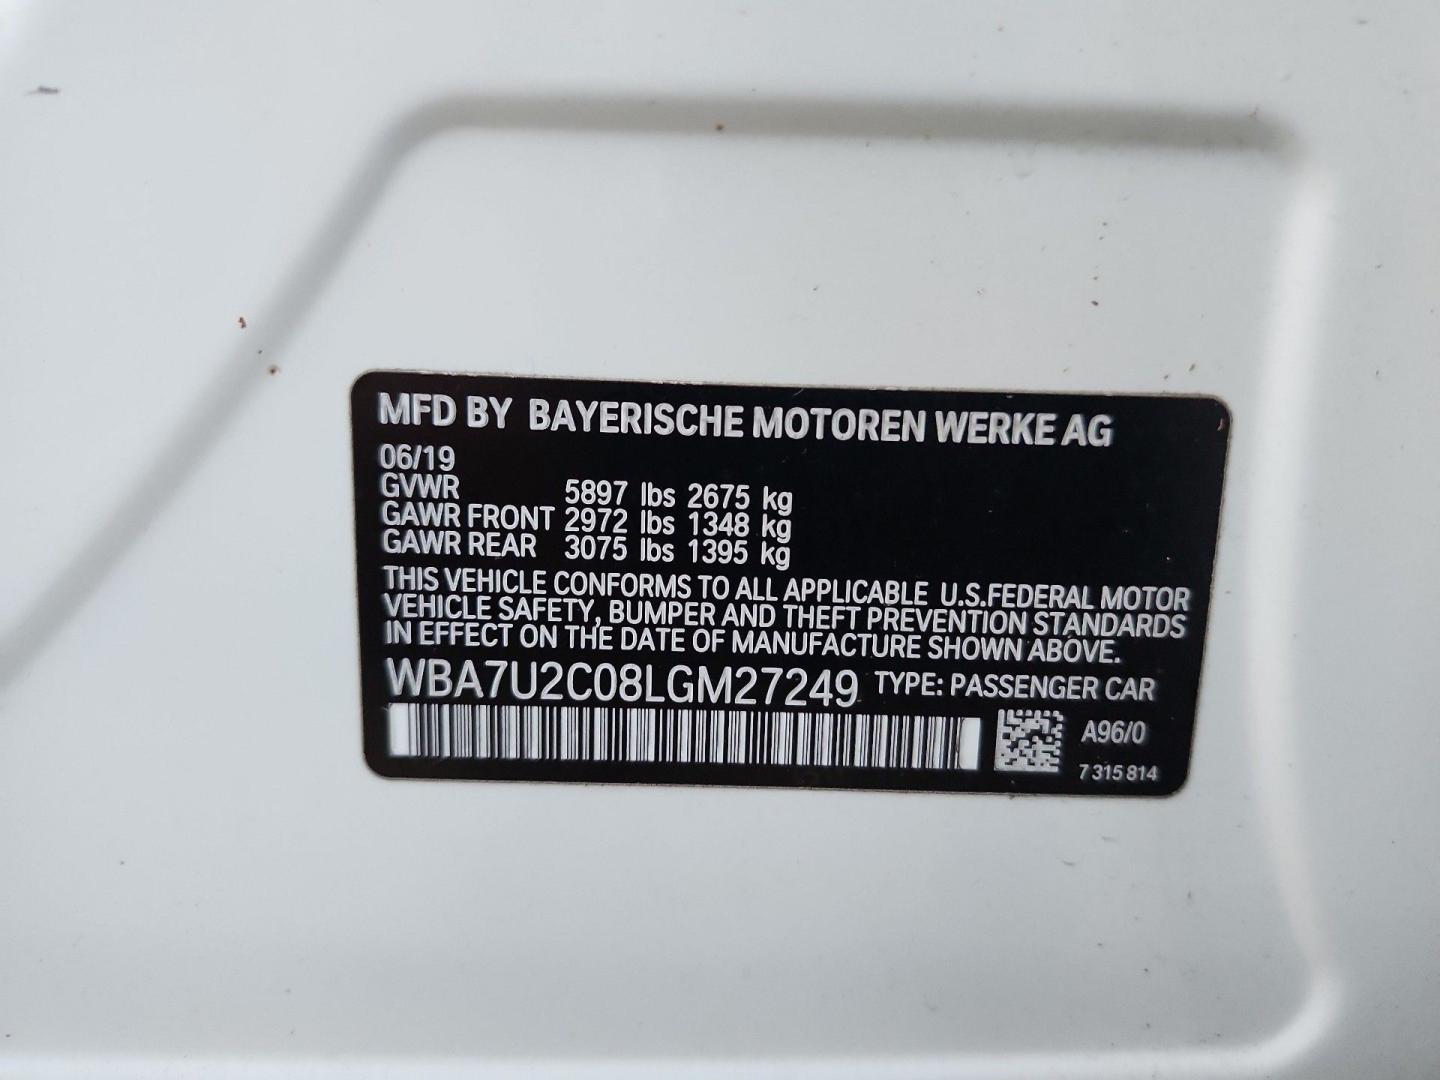 MFD BY BAYERISCHE MOTOREN WERKE AG
06/19
GVWR 5897 lbs 2675 kg
GAWR FRONT 2972 lbs 1348 kg
GAWR REAR 3075 lbs 1395 kg
THIS VEHICLE CONFORMS TO ALL APPLICABLE U.S.FEDERAL MOTOR
VEHICLE SAFETY, BUMPER AND THEFT PREVENTION STANDARDS
IN EFFECT ON THE DATE OF MANUFACTURE SHOWN ABOVE.
WBA7U2C08LGM27249 TYPE: PASSENGER CAR
A96/0
7 315 814